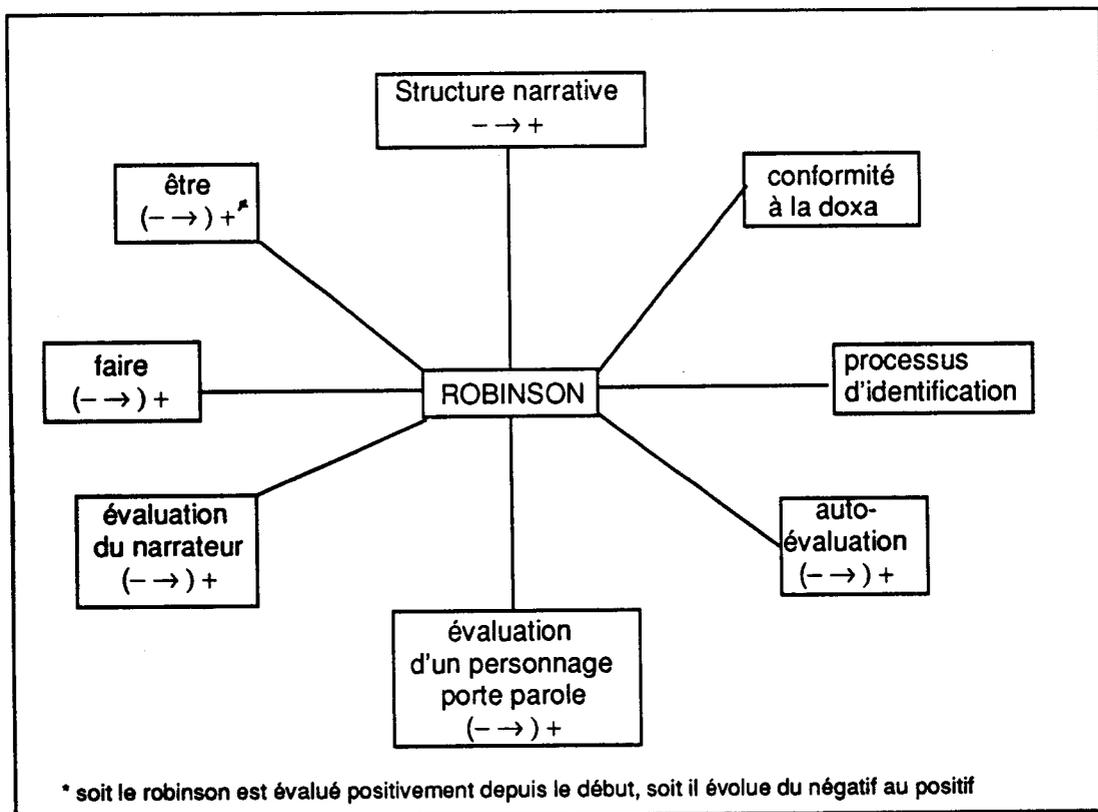 Structure narrative
− → +
être
(− →) +*
conformité
à la doxa
faire
(− →) +
ROBINSON
processus
d'identification
évaluation
du narrateur
(− →) +
auto-
évaluation
(− →) +
évaluation
d'un personnage
porte parole
(− →) +
* soit le robinson est évalué positivement depuis le début, soit il évolue du négatif au positif